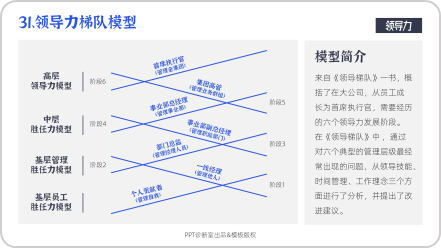 31.领导力梯队模型
领导力
高层
领导力模型
中层
胜任力模型
基层管理
胜任力模型
基层员工
胜任力模型
阶段6
阶段4
阶段2
首席执行官
(管理全集团)
集团高管
(管理业务群组)
事业部总经理
(管理事业部)
事业部副总经理
(管理职能部门)
部门总监
(管理经理人员)
一线经理
(管理他人)
个人贡献者
(管理自我)
阶段5
阶段3
阶段1
模型简介
来自《领导梯队》一书，概
括了在大公司，从员工成
长为首席执行官，需要经历
的六个领导力发展阶段。
在《领导梯队》中，通过
对六个典型的管理层级最经
常出现的问题，从领导技能、
时间管理、工作理念三个方
面进行了分析，并提出了改
进建议。
PPT诊断室出品&模板版权